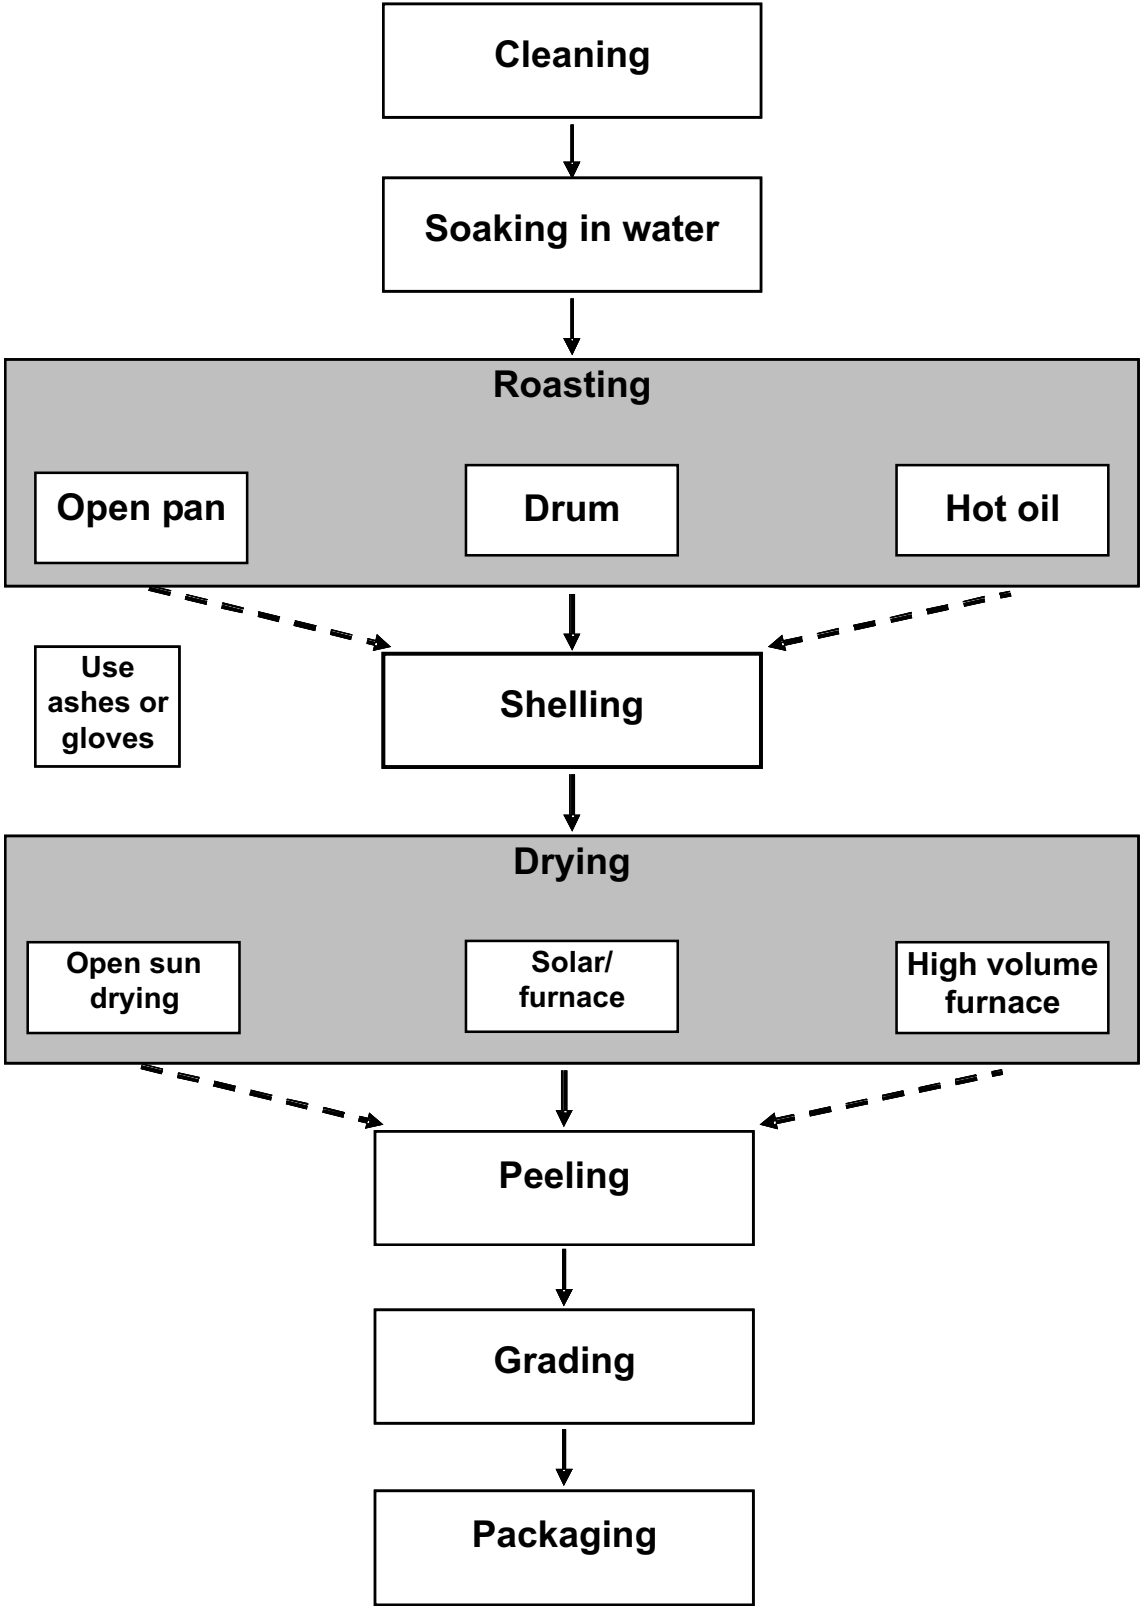 Cleaning
Soaking in water
Roasting
Open pan
Drum
Hot oil
Use
ashes or
gloves
Shelling
Drying
Open sun
drying
Solar/
furnace
High volume
furnace
Peeling
Grading
Packaging